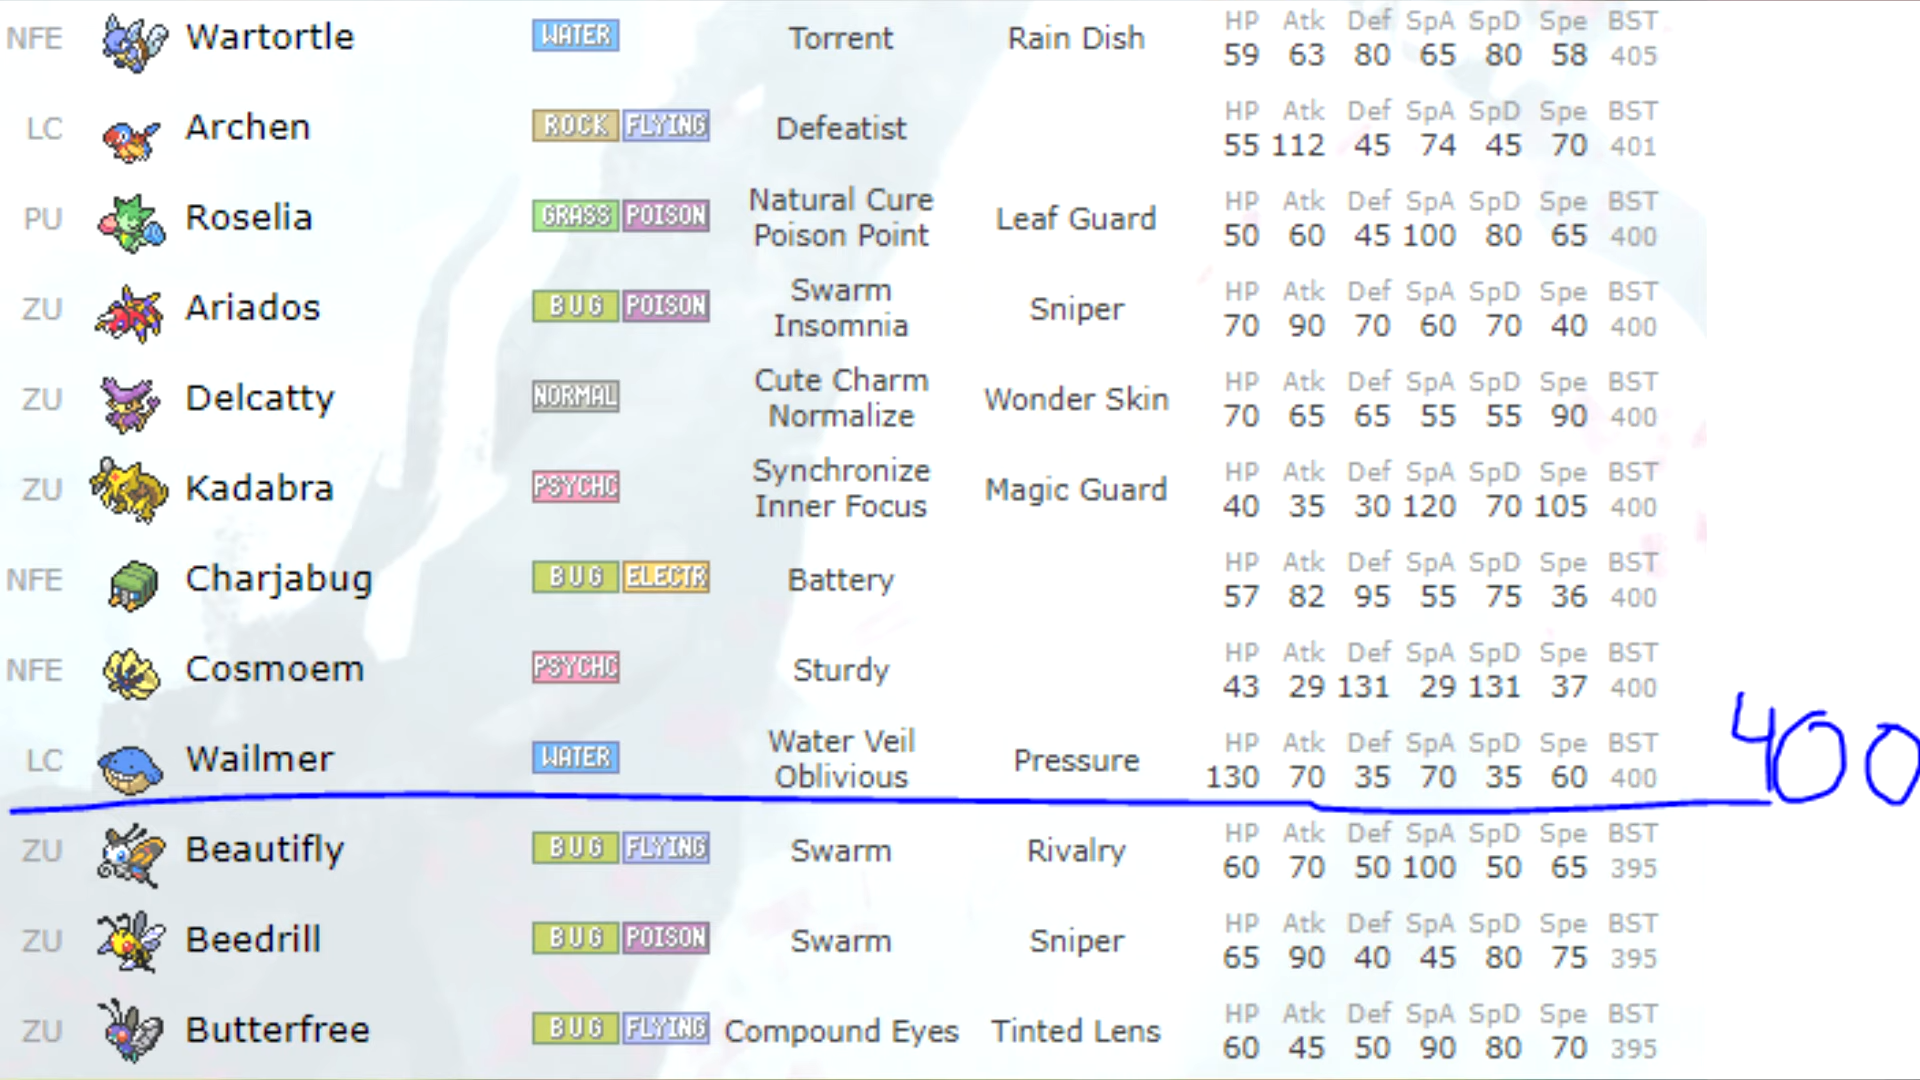 HP Atk Def SpA SpD Spe BST
NFE Wartortle WATER Torrent Rain Dish 59 63 80 65 80 58 405
HP Atk Def SpA SpD Spe BST
LC Archen ROCK FLYING Defeatist 55 112 45 74 45 70 401
Natural Cure HP Atk Def SpA SpD Spe BST
PU Roselia GRASS POISON Leaf Guard
Poison Point 50 60 45 100 80 65 400
Swarm HP Atk Def SpA SpD Spe BST
ZU Ariados BUG POISON Sniper
Insomnia 70 90 70 60 70 40 400
Cute Charm HP Atk Def SpA SpD Spe BST
ZU Delcatty NORMAL Wonder Skin
Normalize 70 65 65 55 55 90 400
Synchronize HP Atk Def SpA SpD Spe BST
ZU Kadabra PSYCHC Magic Guard
Inner Focus 40 35 30 120 70 105 400
HP Atk Def SpA SpD Spe BST
NFE Charjabug BUG ELECTR Battery 57 82 95 55 75 36 400
HP Atk Def SpA SpD Spe BST
NFE Cosmoem PSYCHC Sturdy 43 29 131 29 131 37 400
Water Veil HP Atk Def SpA SpD Spe BST
LC Wailmer WATER Pressure 400
Oblivious 130 70 35 70 35 60 400
HP Atk Def SpA SpD Spe BST
ZU Beautifly BUG FLYING Swarm Rivalry 60 70 50 100 50 65 395
HP Atk Def SpA SpD Spe BST
ZU Beedrill BUG POISON Swarm Sniper 65 90 40 45 80 75 395
HP Atk Def SpA SpD Spe BST
ZU Butterfree BUG FLYING Compound Eyes Tinted Lens 60 45 50 90 80 70 395